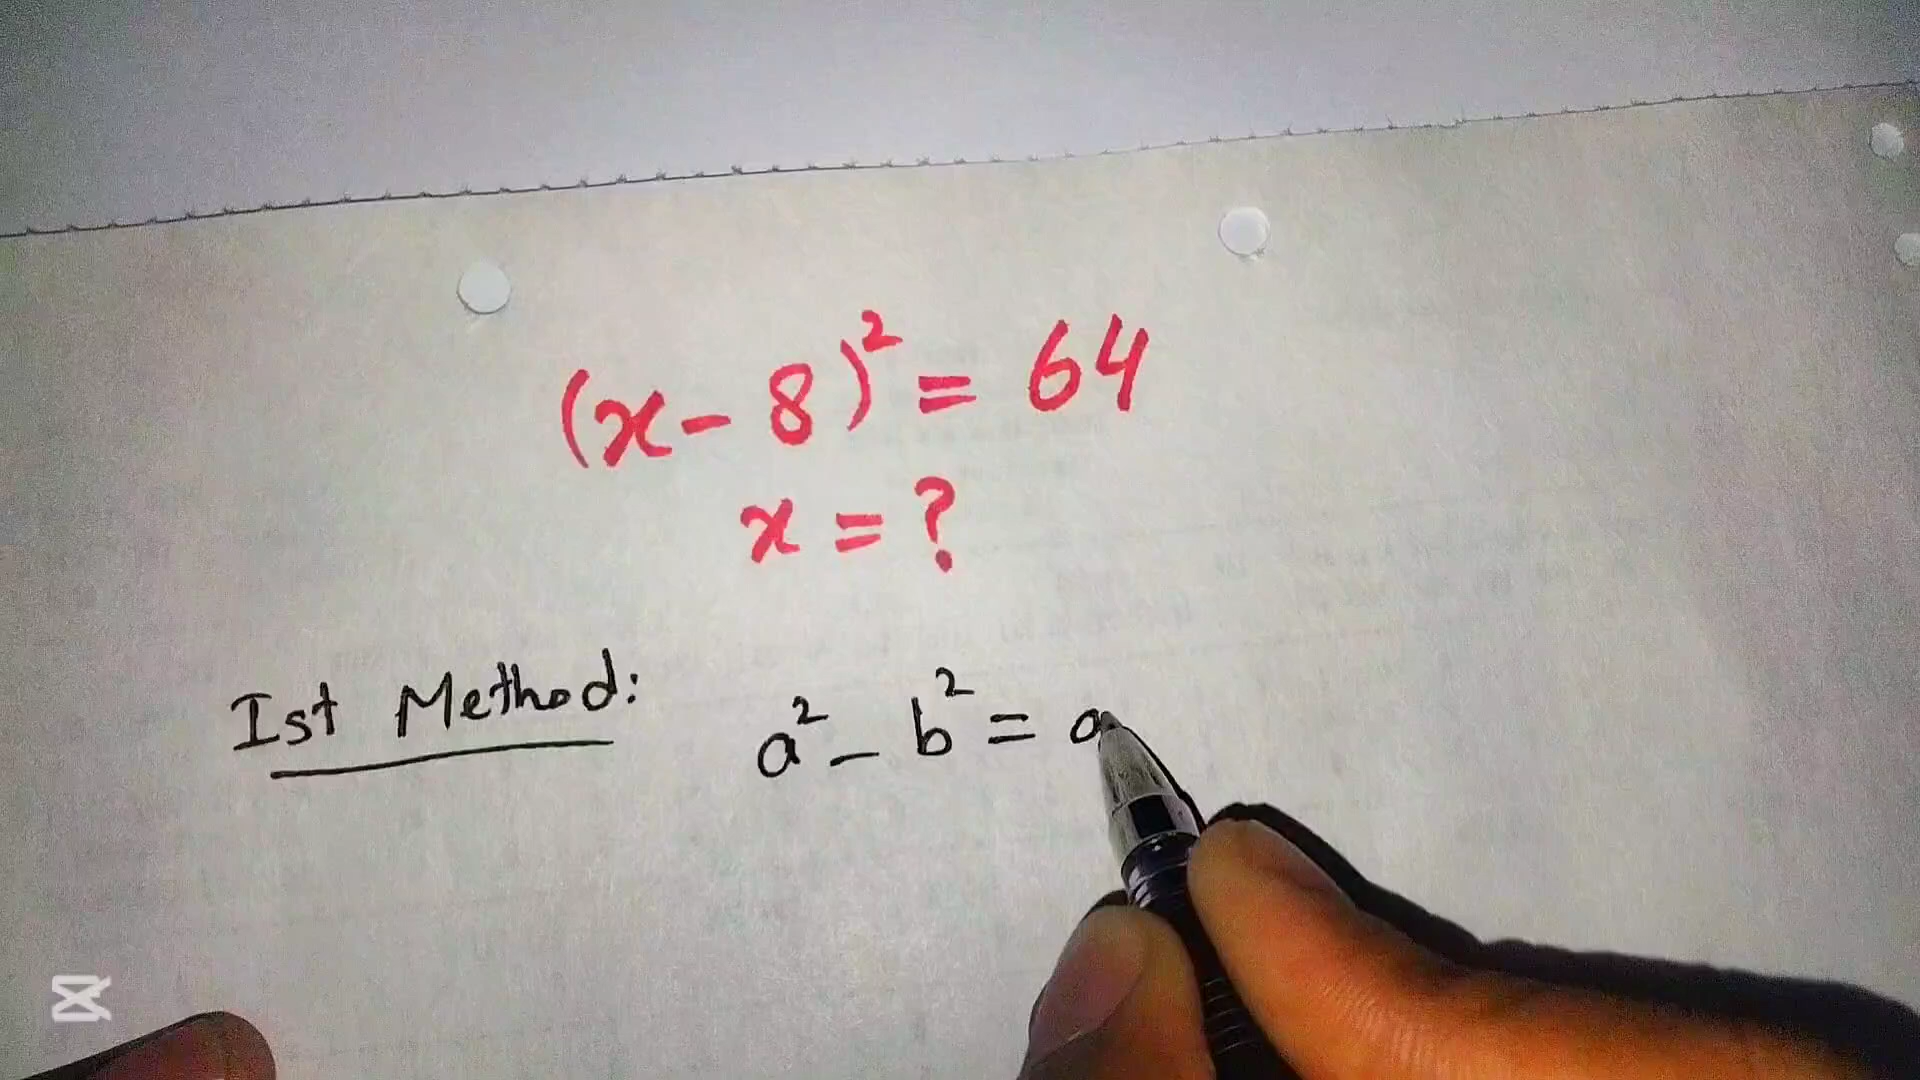 (x - 8)² = 64
x = ?
Ist Method: a² - b² = a